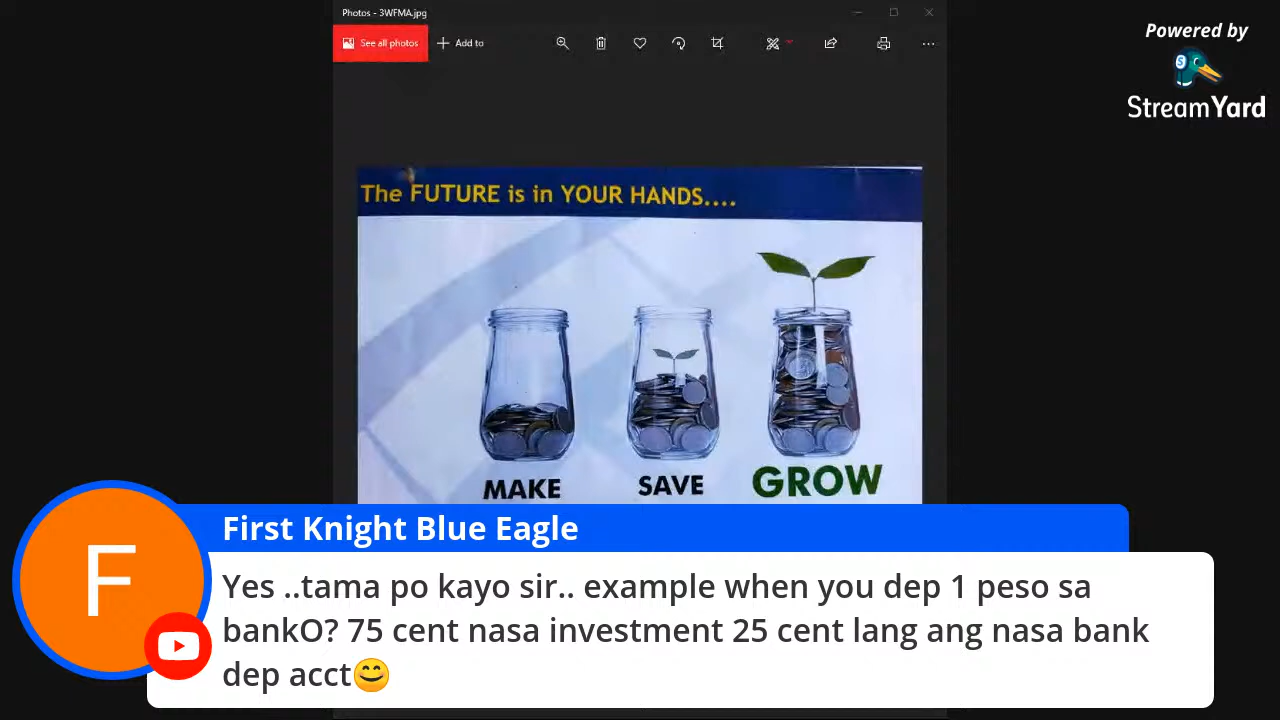 Photos - 3WFMA.jpg
See all photos
Add to
Powered by
StreamYard
The FUTURE is in YOUR HANDS....
MAKE
SAVE
GROW
First Knight Blue Eagle
F
Yes ..tama po kayo sir.. example when you dep 1 peso sa
bankO? 75 cent nasa investment 25 cent lang ang nasa bank
dep acct😊